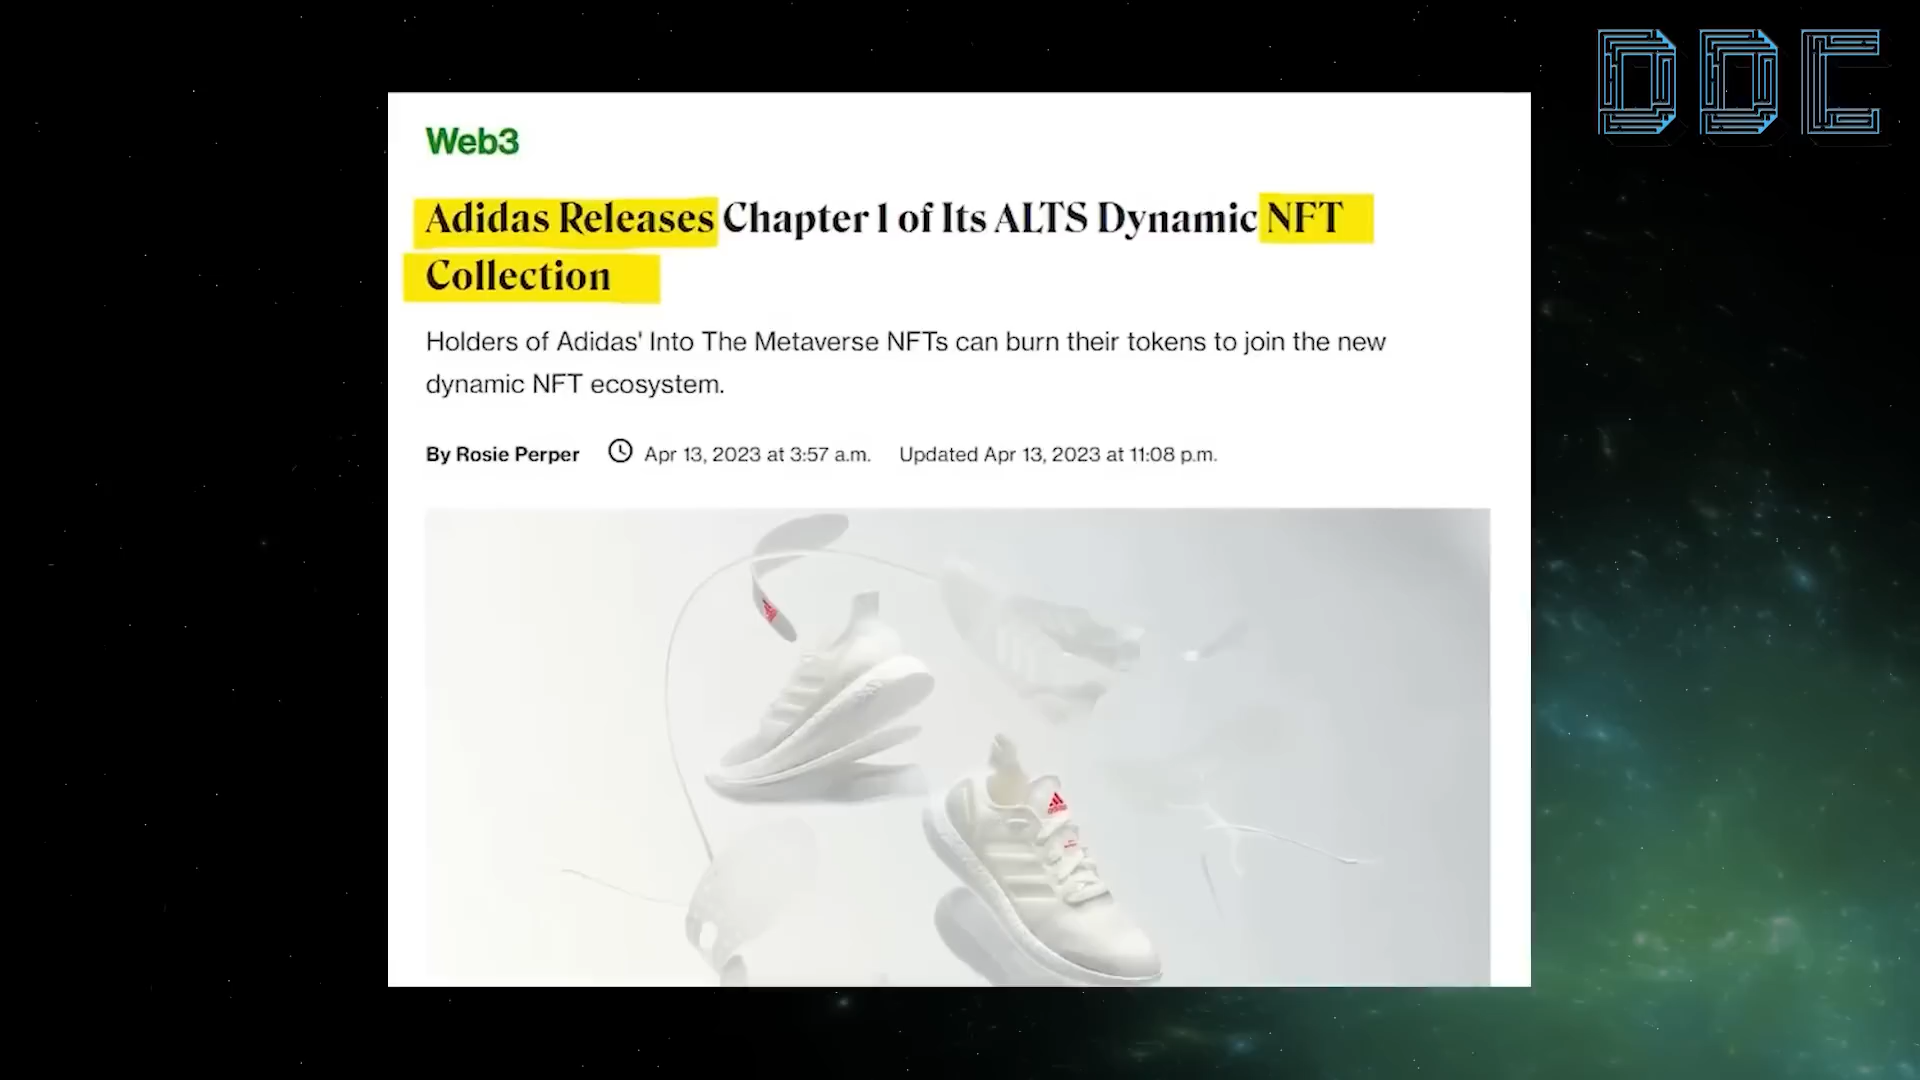 DDC
Web3
Adidas Releases Chapter 1 of Its ALTS Dynamic NFT
Collection
Holders of Adidas' Into The Metaverse NFTs can burn their tokens to join the new
dynamic NFT ecosystem.
By Rosie Perper Apr 13, 2023 at 3:57 a.m. Updated Apr 13, 2023 at 11:08 p.m.
adidas